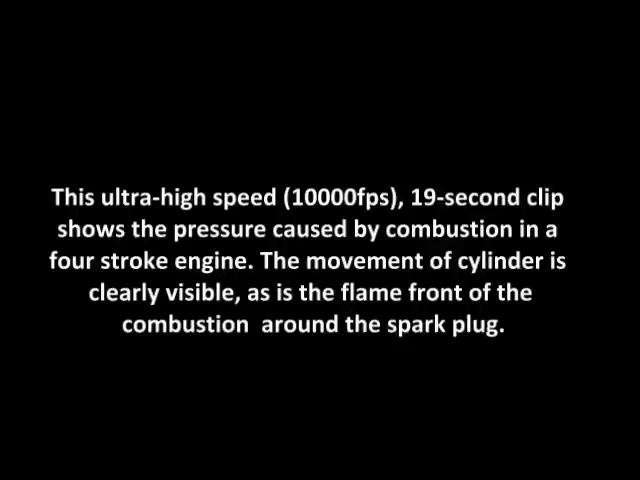 This ultra-high speed (10000fps), 19-second clip
shows the pressure caused by combustion in a
four stroke engine. The movement of cylinder is
clearly visible, as is the flame front of the
combustion  around the spark plug.